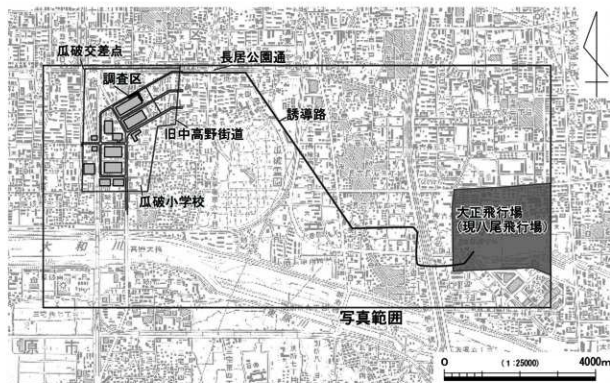 瓜破交差点
長居公園通
調査区
誘導路
旧中高野街道
瓜破小学校
大正飛行場
(現八尾飛行場)
大和川
写真範囲
原市
0
(1:25000)
4000m